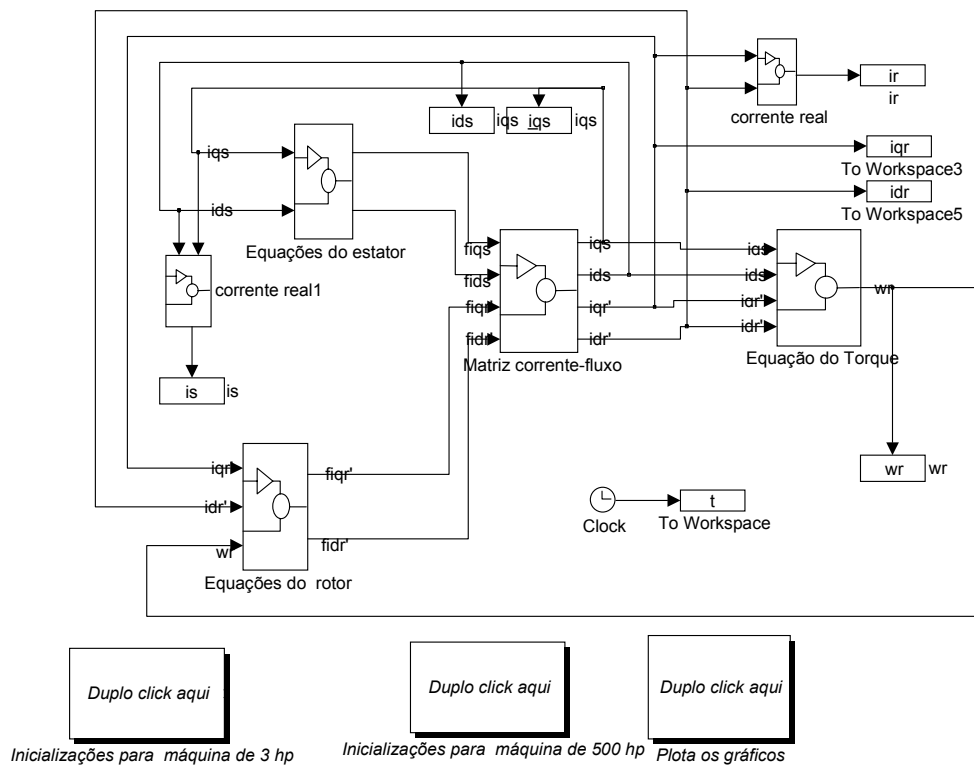 ir
ir
corrente real
ids
iqs
iqs
iqs
iqr
To Workspace3
idr
To Workspace5
iqs
ids
Equações do estator
corrente real1
is
is
fiqs
fids
fiqr'
fidr'
iqs
ids
iqr'
idr'
Matriz corrente-fluxo
iqs
ids
iqr'
idr'
Equação do Torque
wr
wr
wr
iqr'
idr'
wr
fiqr'
fidr'
Equações do rotor
t
Clock
To Workspace
Duplo click aqui
Inicializações para máquina de 3 hp
Duplo click aqui
Inicializações para máquina de 500 hp
Duplo click aqui
Plota os gráficos